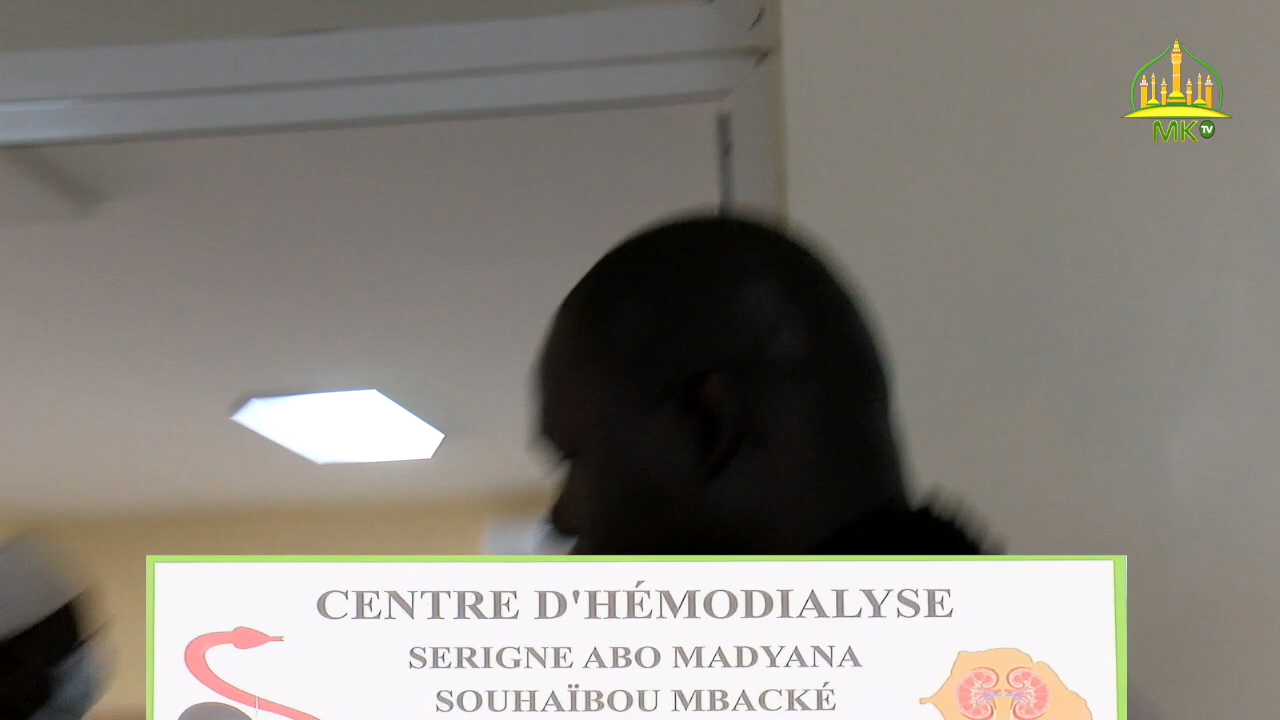 MK TV
CENTRE D'HÉMODIALYSE
SERIGNE ABO MADYANA
SOUHAÏBOU MBACKÉ